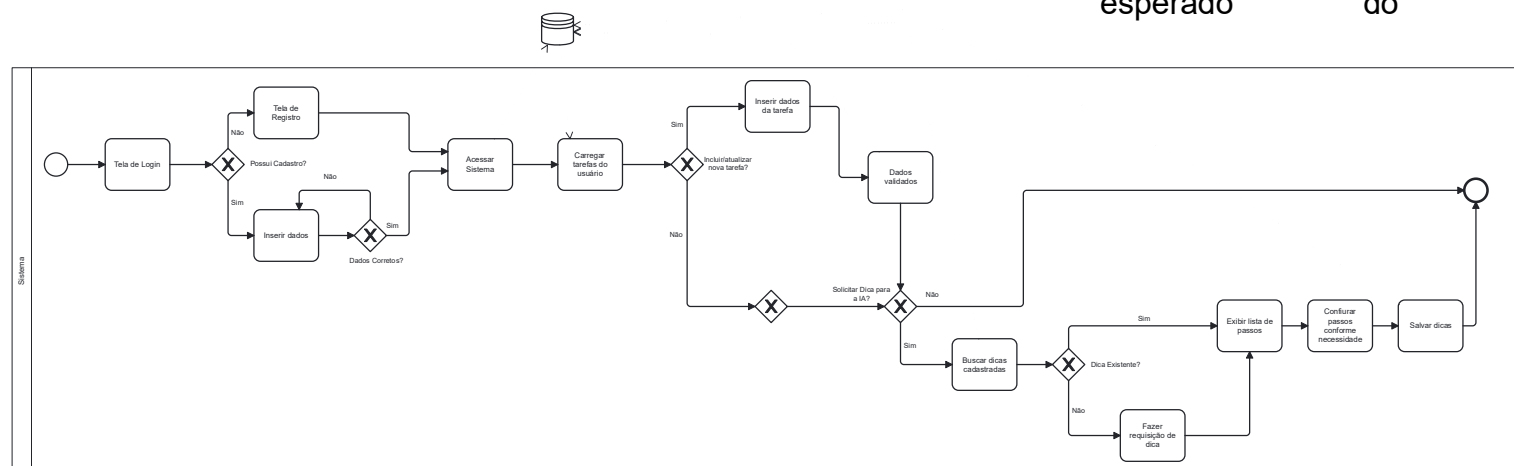 esperado do
Sistema
Tela de Login
Não
Sim
Possui Cadastro?
Tela de
Registro
Inserir dados
Não
Sim
Dados Corretos?
Acessar
Sistema
Carregar
tarefas do
usuário
Sim
Incluir/atualizar
nova tarefa?
Não
Inserir dados
da tarefa
Dados
validados
Solicitar Dica para
a IA?
Não
Sim
Buscar dicas
cadastradas
Sim
Dica Existente?
Não
Fazer
requisição de
dica
Exibir lista de
passos
Confiurar
passos
conforme
necessidade
Salvar dicas